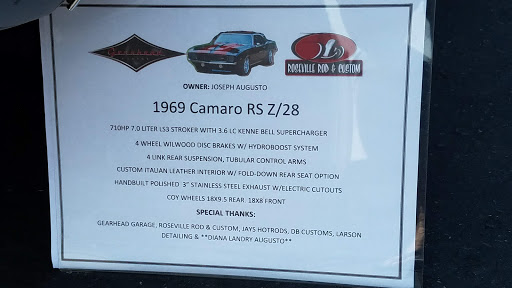 ROSEVILLE ROD & CUSTOM
OWNER: JOSEPH AUGUSTO
1969 Camaro RS Z/28
710HP 7.0 LITER LS3 STROKER WITH 3.6 LC KENNE BELL SUPERCHARGER
4 WHEEL WILWOOD DISC BRAKES W/ HYDROBOOST SYSTEM
4 LINK REAR SUSPENSION, TUBULAR CONTROL ARMS
CUSTOM ITALIAN LEATHER INTERIOR W/ FOLD-DOWN REAR SEAT OPTION
HANDBUILT POLISHED 3" STAINLESS STEEL EXHAUST W/ELECTRIC CUTOUTS
COY WHEELS 18X9.5 REAR. 18X8 FRONT
SPECIAL THANKS:
GEARHEAD GARAGE, ROSEVILLE ROD & CUSTOM, JAYS HOTRODS, DB CUSTOMS, LARSON
DETAILING & **DIANA LANDRY AUGUSTO**